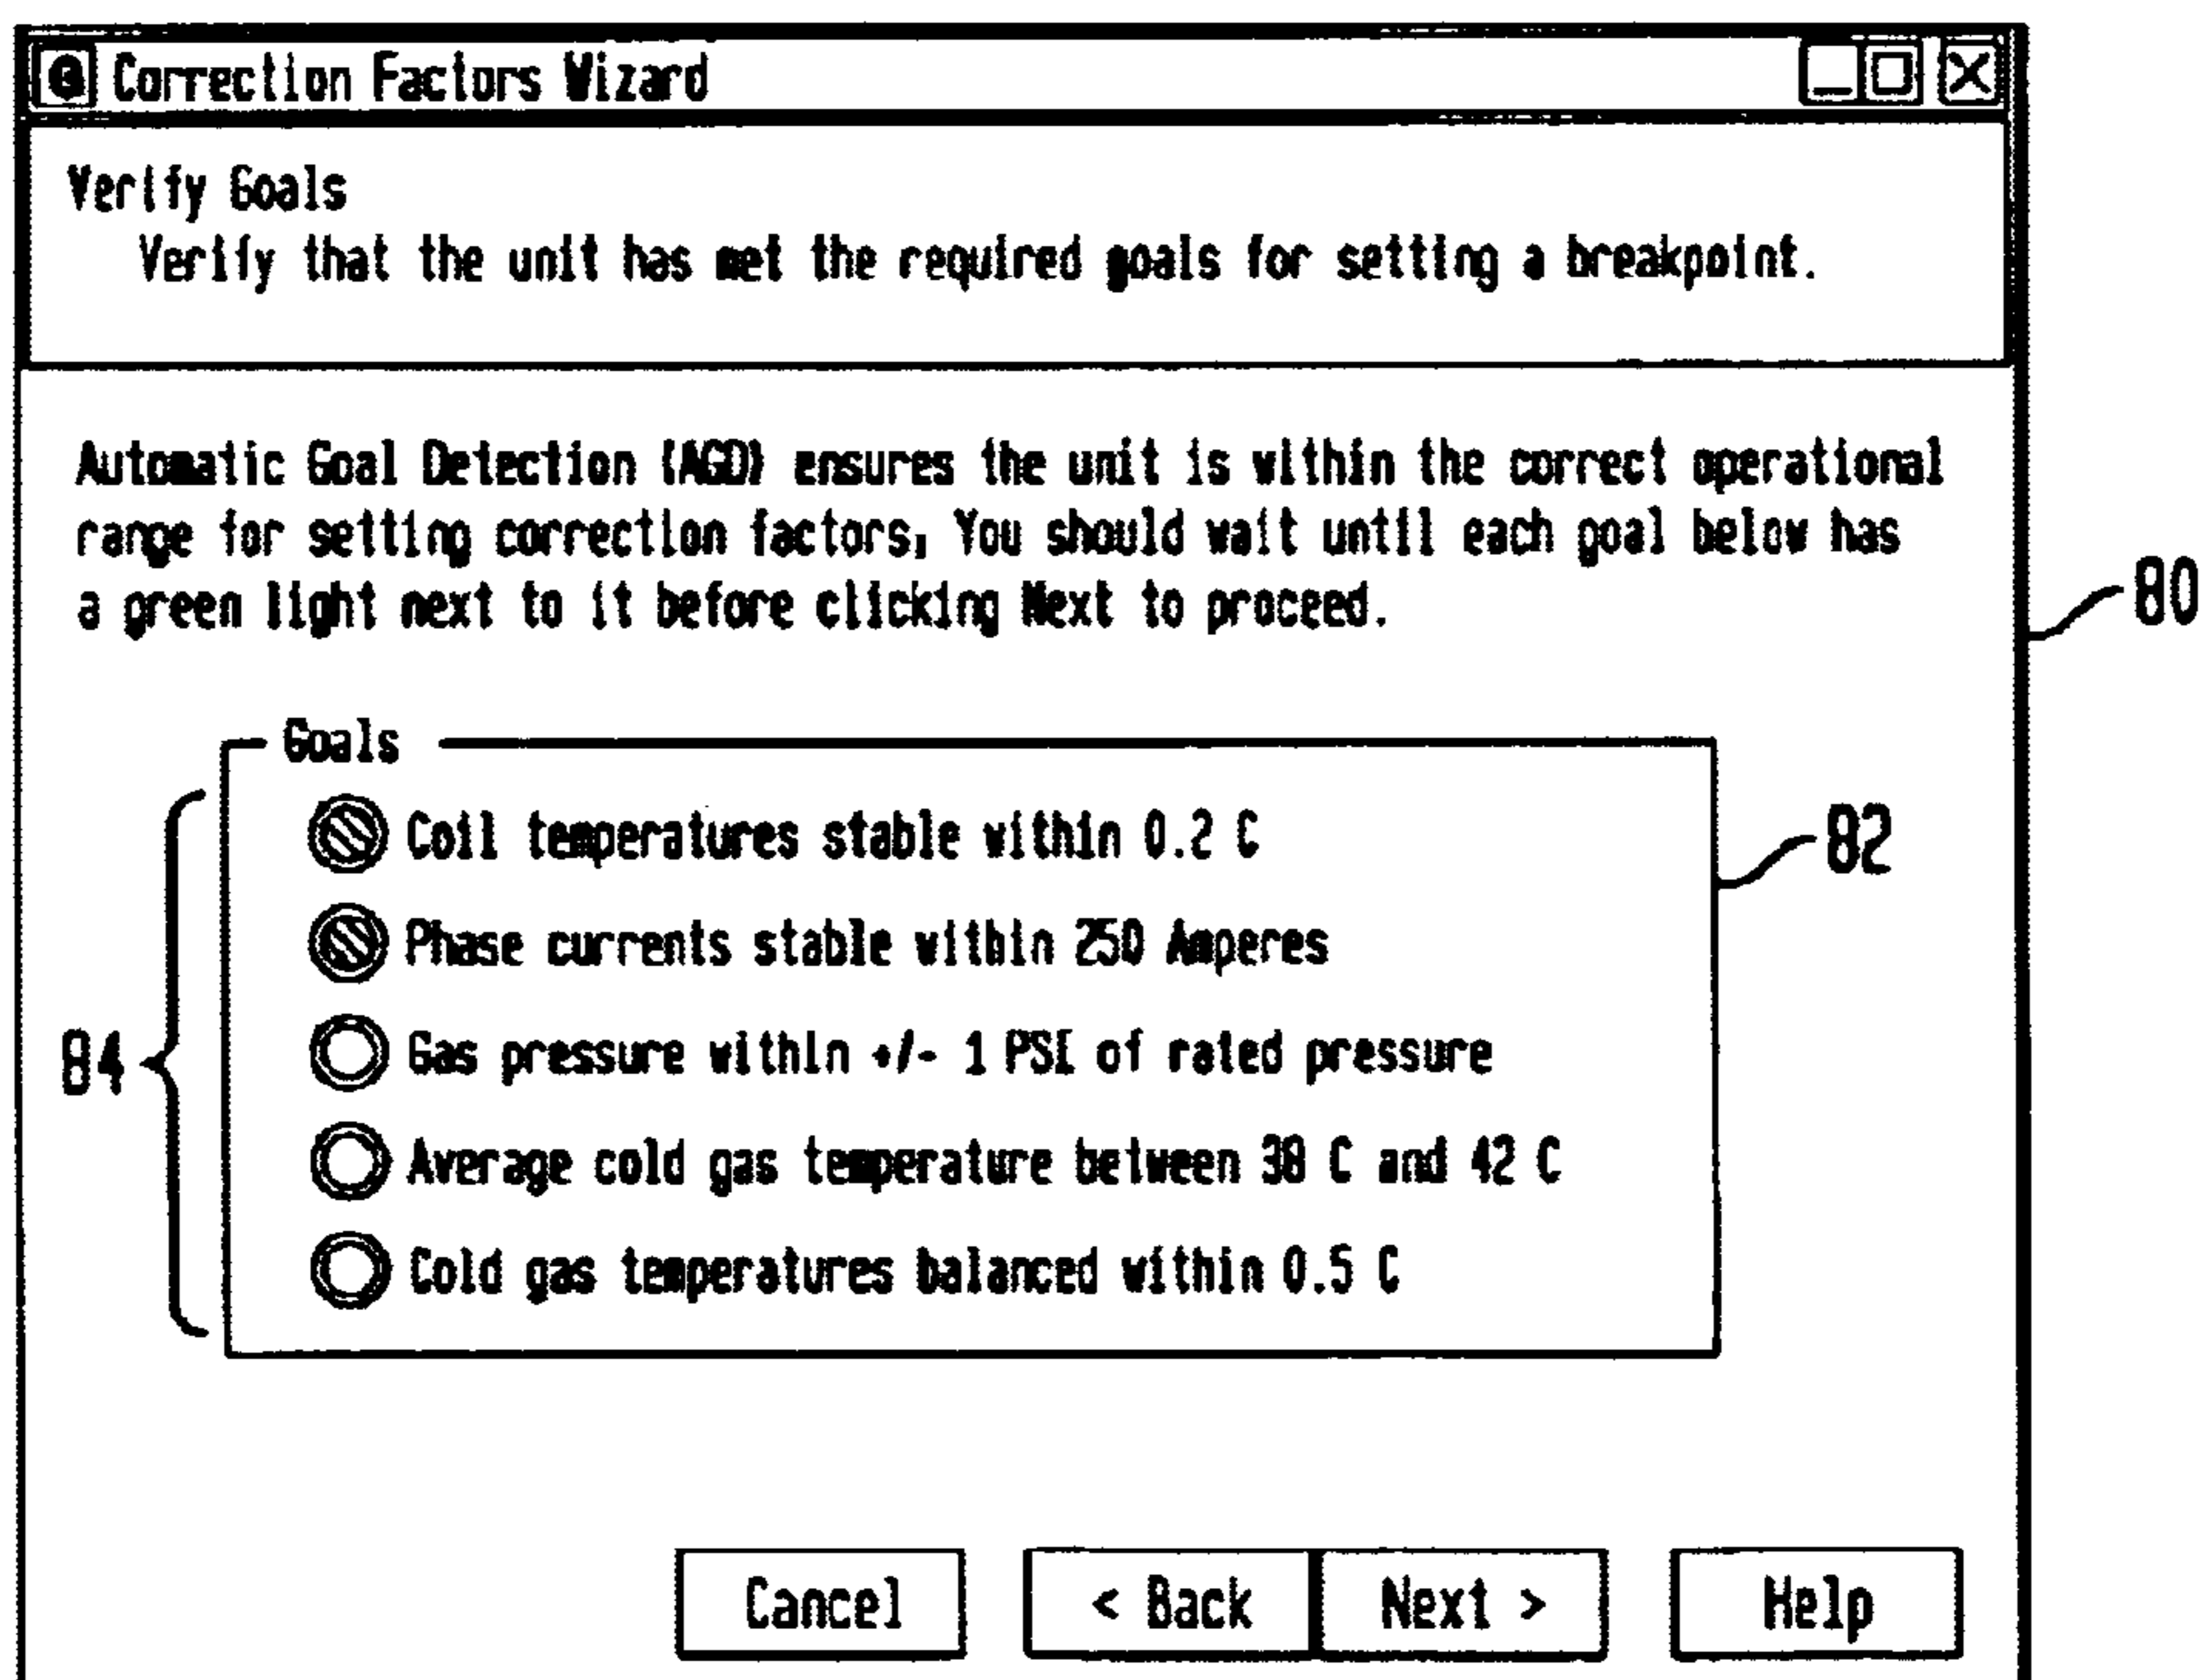 Correction Factors Wizard
Verify Goals
Verify that the unit has met the required goals for setting a breakpoint.
Automatic Goal Detection (AGD) ensures the unit is within the correct operational
range for setting correction factors, You should wait until each goal below has
a green light next to it before clicking Next to proceed.
80
Goals
Coil temperatures stable within 0.2 C
82
Phase currents stable within 250 Amperes
84
Gas pressure within +/- 1 PSI of rated pressure
Average cold gas temperature between 38 C and 42 C
Cold gas temperatures balanced within 0.5 C
Cancel
< Back
Next >
Help